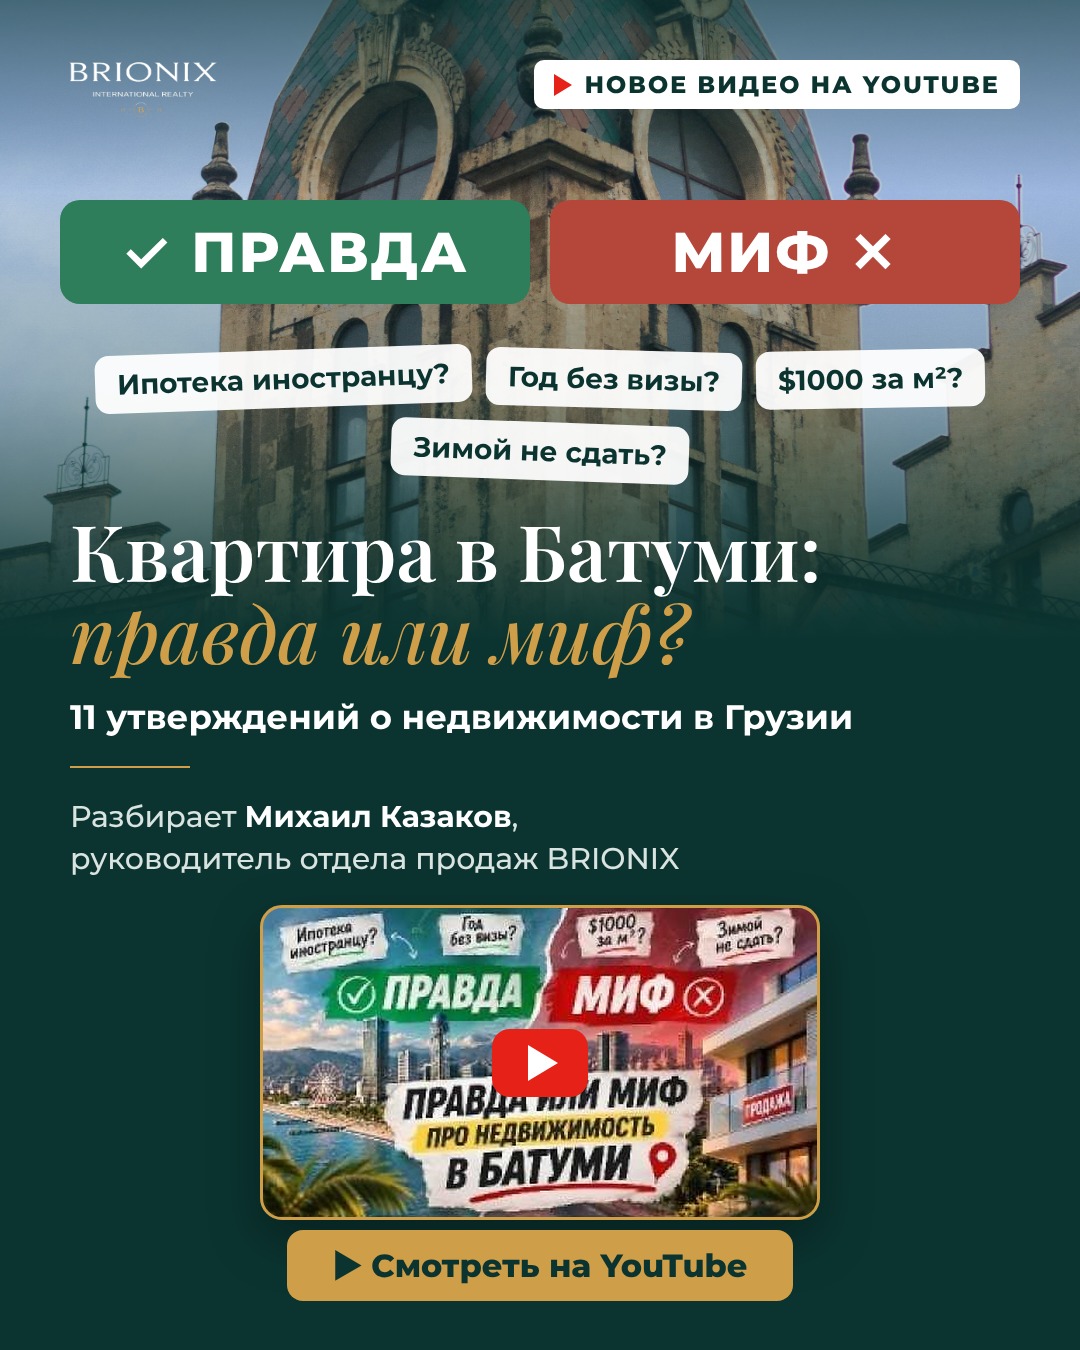 BRIONIX
INTERNATIONAL REALTY
НОВОЕ ВИДЕО НА YOUTUBE
ПРАВДА
МИФ
Ипотека иностранцу?
Год без визы?
$1000 за м²?
Зимой не сдать?
Квартира в Батуми:
правда или миф?
11 утверждений о недвижимости в Грузии
Разбирает Михаил Казаков,
руководитель отдела продаж BRIONIX
Ипотека
иностранцу?
Год
без визы?
$1000
за м²?
Зимой
не сдать?
ПРАВДА
МИФ
ПРАВДА ИЛИ МИФ
ПРО НЕДВИЖИМОСТЬ
В БАТУМИ
ПРОДАЖА
Смотреть на YouTube